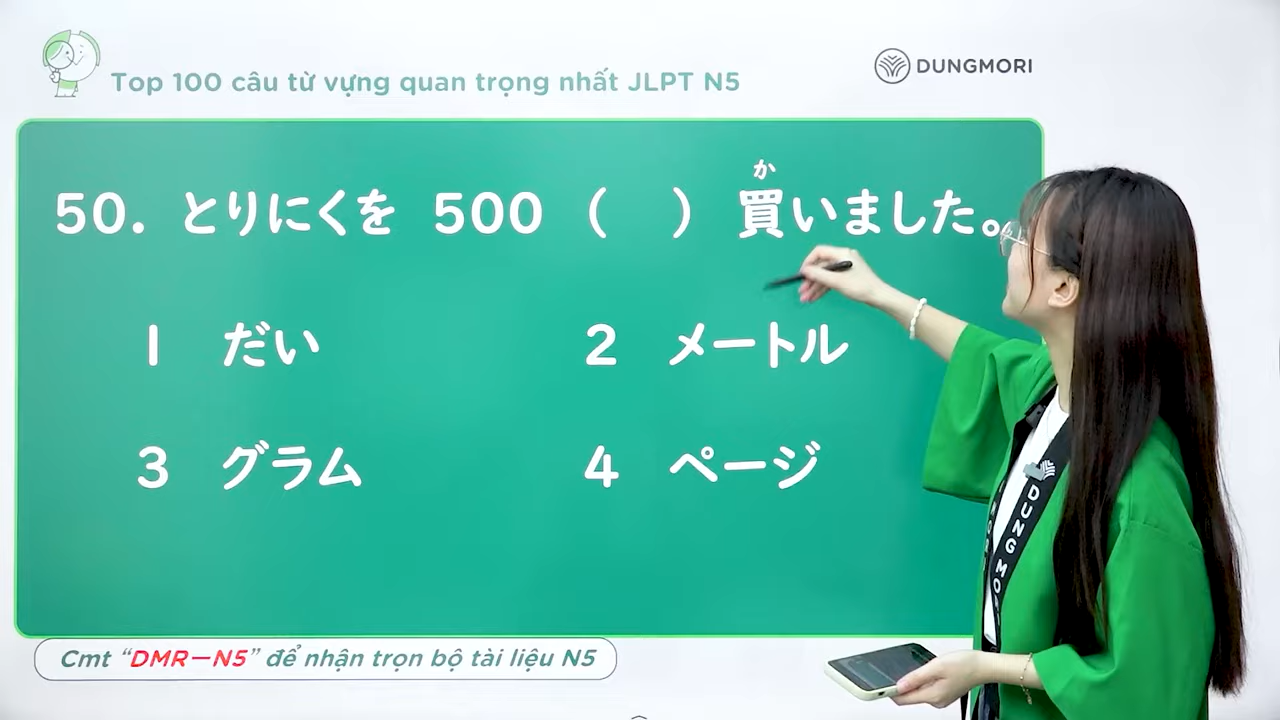 Top 100 câu từ vựng quan trọng nhất JLPT N5
DUNGMORI
か
50. とりにくを 500 (　) 買いました。
1 だい
2 メートル
3 グラム
4 ページ
Cmt “DMR–N5” để nhận trọn bộ tài liệu N5
DUNG MO